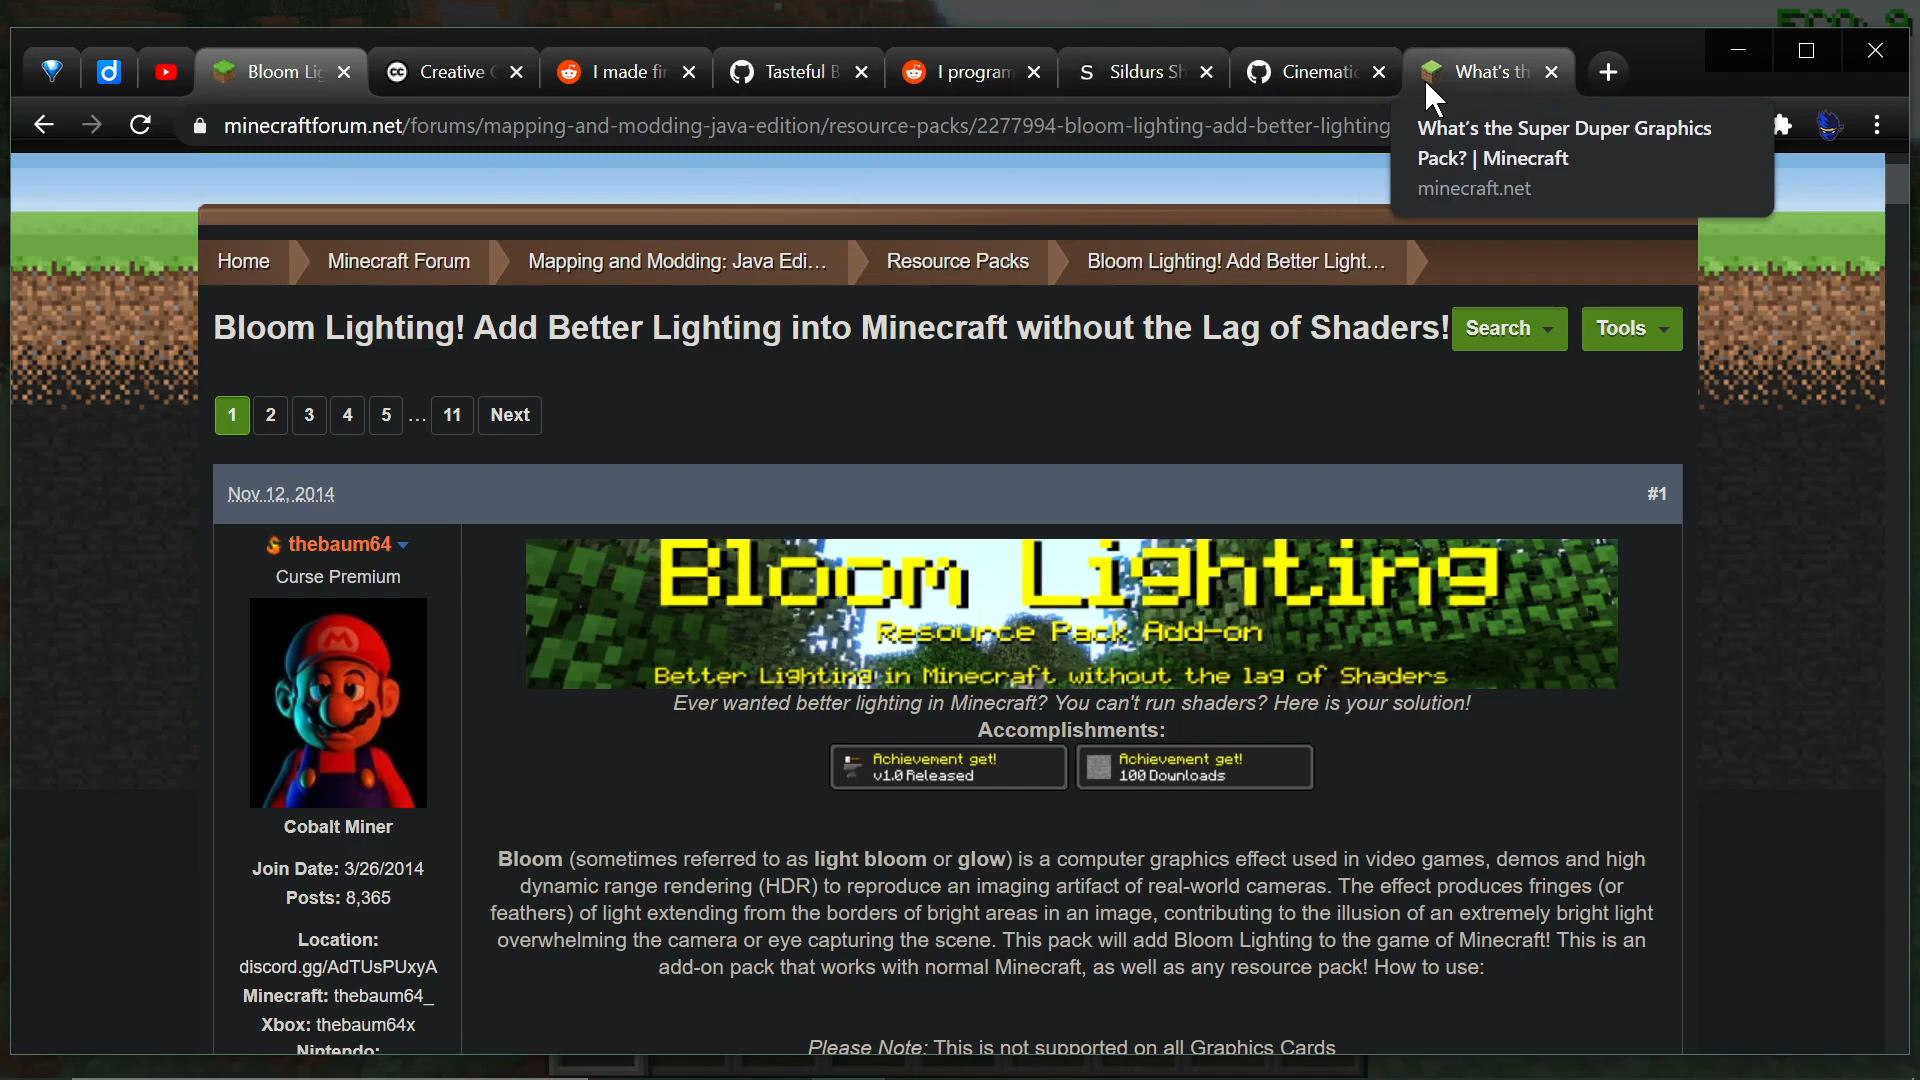 Bloom Lig
Creative
I made fir
Tasteful B
I program
Sildurs Sh
Cinematic
What's th
minecraftforum.net/forums/mapping-and-modding-java-edition/resource-packs/2277994-bloom-lighting-add-better-lighting
What's the Super Duper Graphics
Pack? | Minecraft
minecraft.net
Home
Minecraft Forum
Mapping and Modding: Java Edi...
Resource Packs
Bloom Lighting! Add Better Light...
Bloom Lighting! Add Better Lighting into Minecraft without the Lag of Shaders!
Search
Tools
1 2 3 4 5 ... 11 Next
Nov 12, 2014
#1
thebaum64
Curse Premium
Cobalt Miner
Join Date: 3/26/2014
Posts: 8,365
Location:
discord.gg/AdTUsPUxyA
Minecraft: thebaum64_
Xbox: thebaum64x
Nintendo:
Bloom Lighting
Resource Pack Add-on
Better Lighting in Minecraft without the lag of Shaders
Ever wanted better lighting in Minecraft? You can't run shaders? Here is your solution!
Accomplishments:
Achievement get!
v1.0 Released
Achievement get!
100 Downloads
Bloom (sometimes referred to as light bloom or glow) is a computer graphics effect used in video games, demos and high
dynamic range rendering (HDR) to reproduce an imaging artifact of real-world cameras. The effect produces fringes (or
feathers) of light extending from the borders of bright areas in an image, contributing to the illusion of an extremely bright light
overwhelming the camera or eye capturing the scene. This pack will add Bloom Lighting to the game of Minecraft! This is an
add-on pack that works with normal Minecraft, as well as any resource pack! How to use:
Please Note: This is not supported on all Graphics Cards